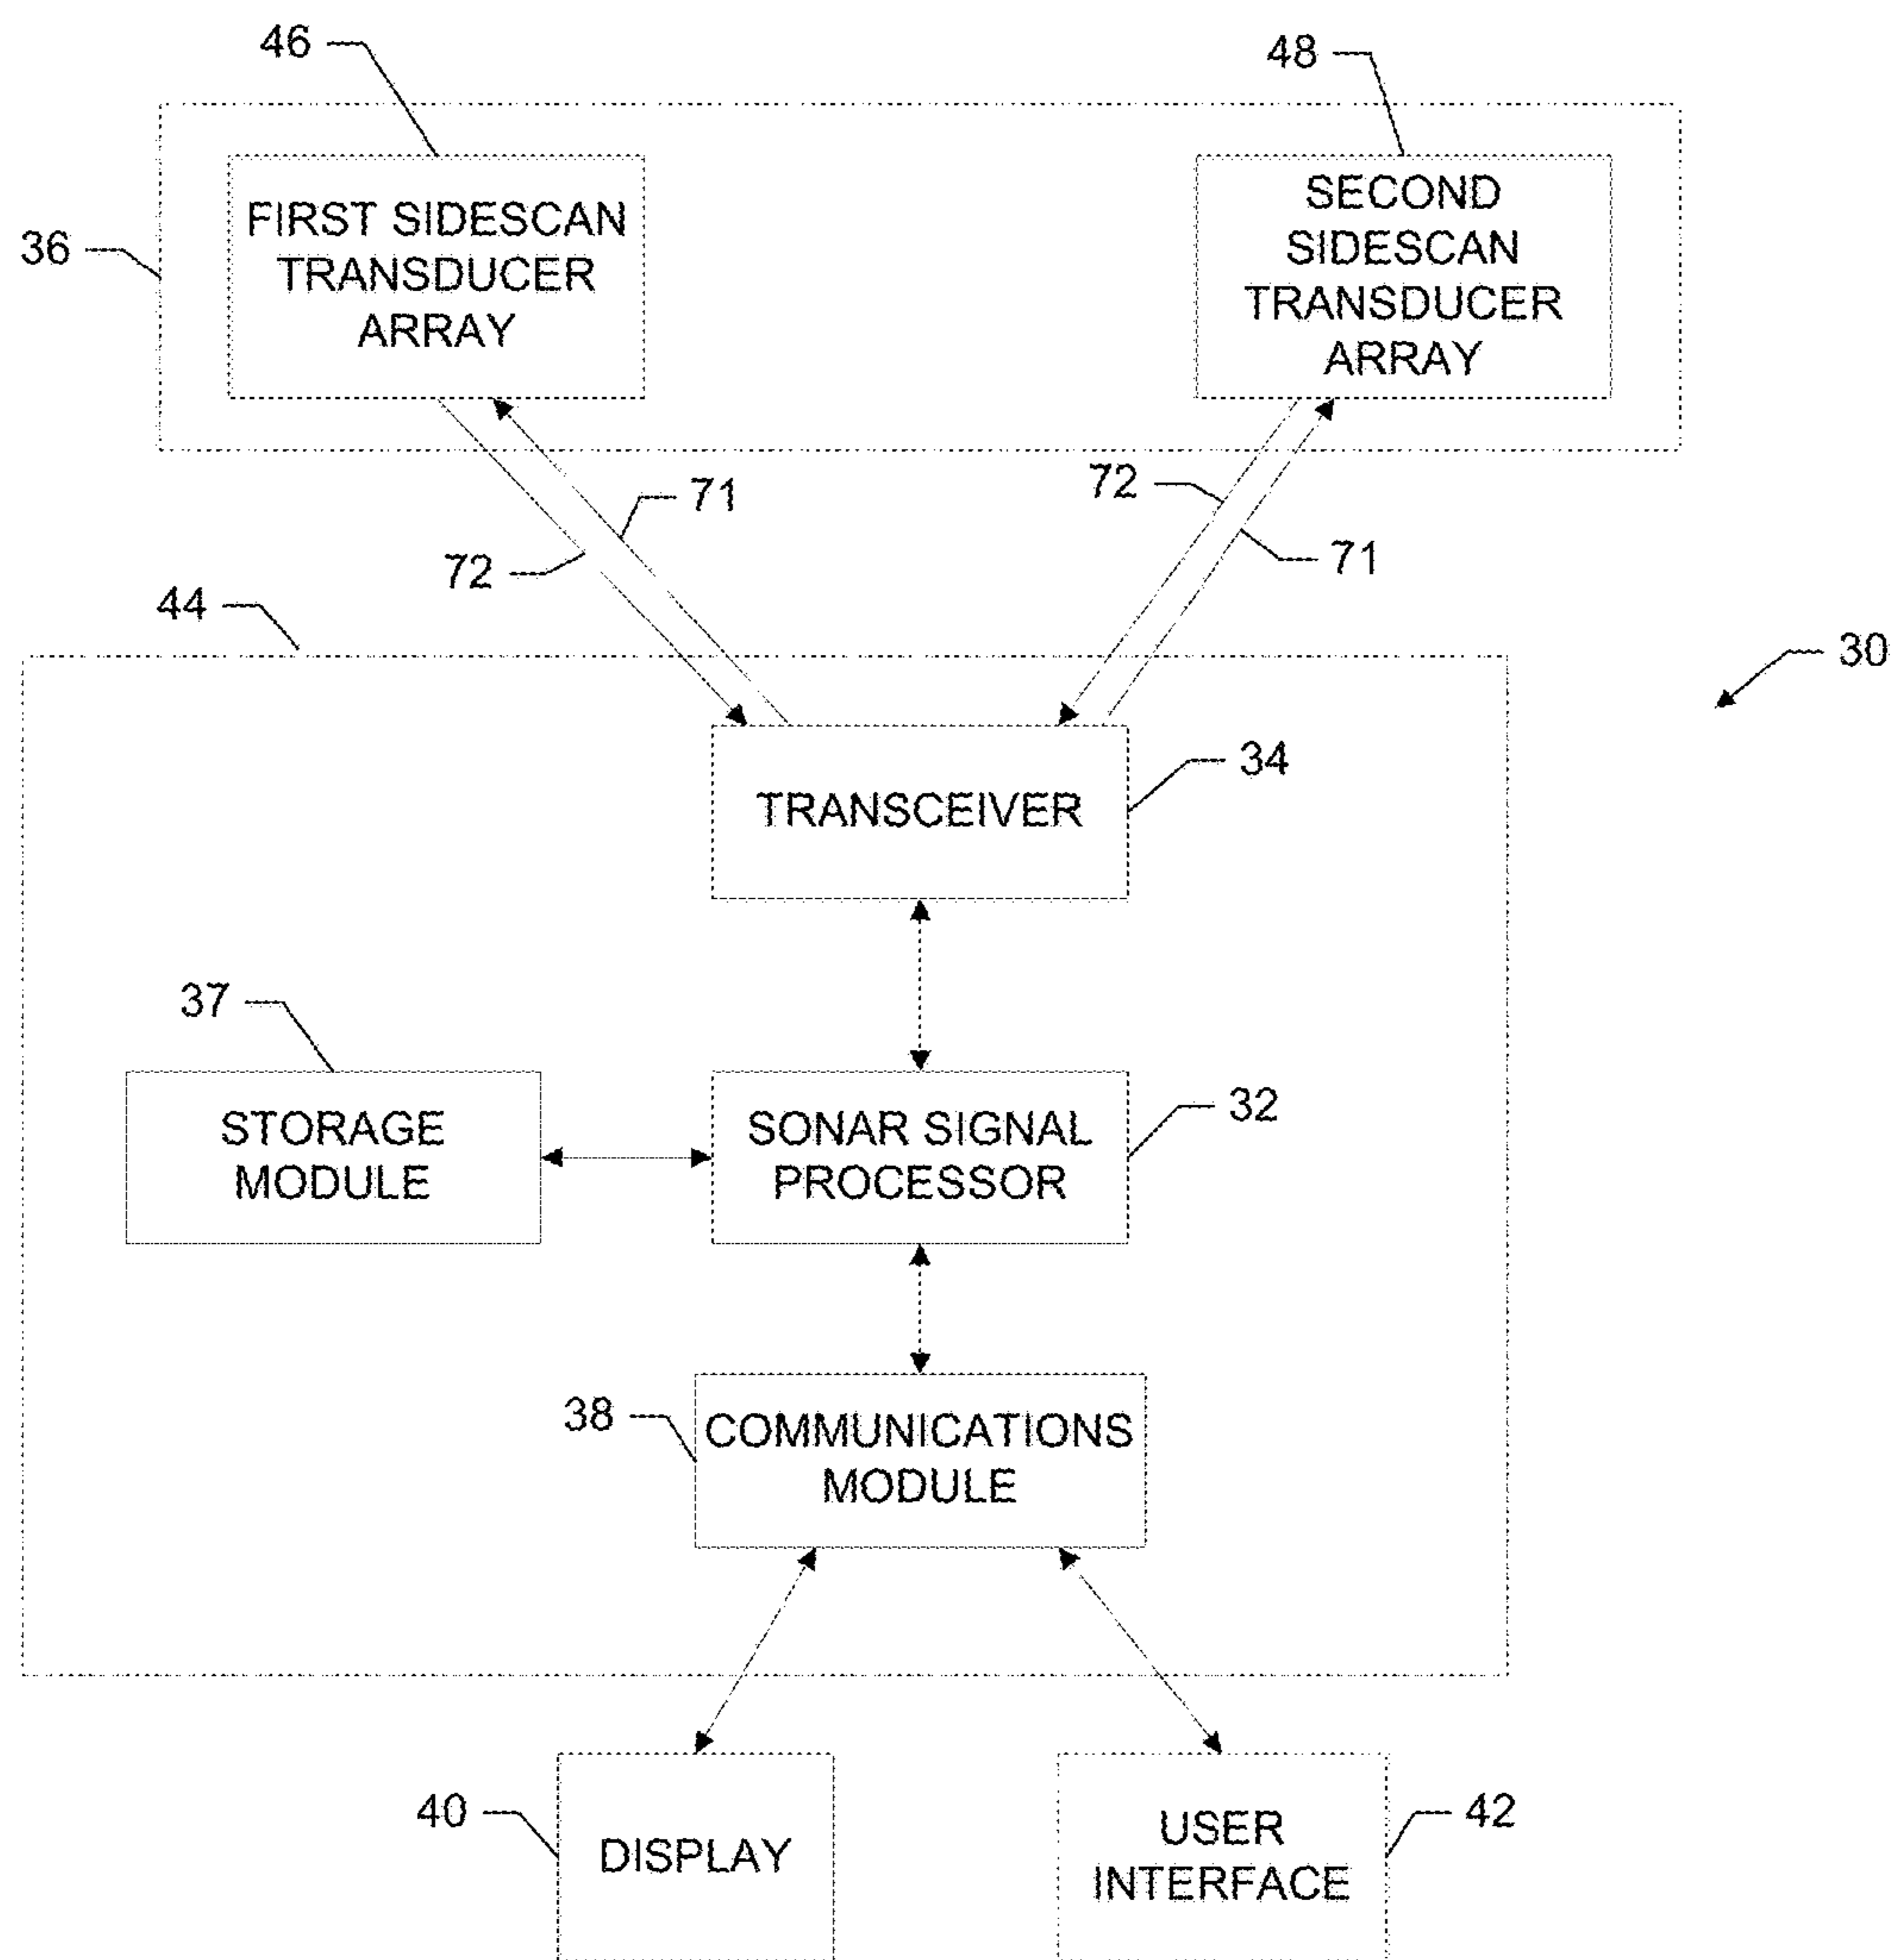 46
48
36
FIRST SIDESCAN
TRANSDUCER
ARRAY
SECOND
SIDESCAN
TRANSDUCER
ARRAY
72
71
72
71
44
30
34
TRANSCEIVER
37
STORAGE
MODULE
SONAR SIGNAL
PROCESSOR
32
38
COMMUNICATIONS
MODULE
40
DISPLAY
USER
INTERFACE
42